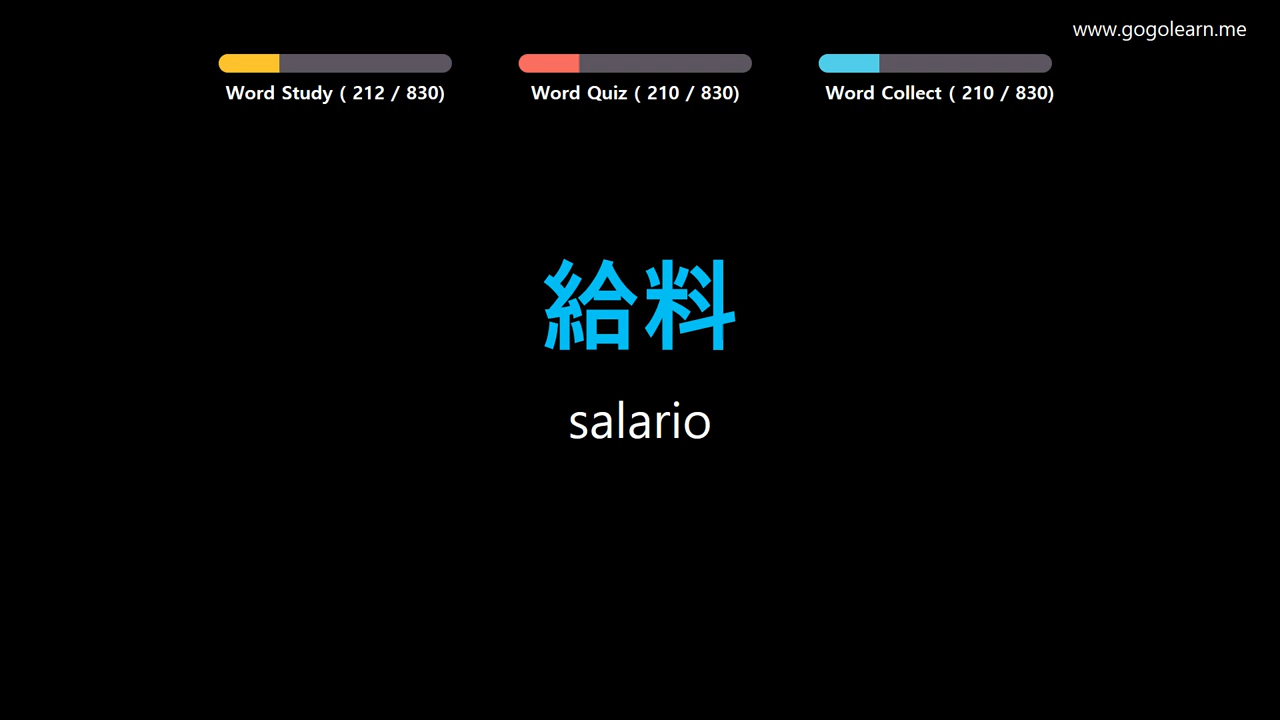 www.gogolearn.me
Word Study ( 212 / 830)
Word Quiz ( 210 / 830)
Word Collect ( 210 / 830)
給料
salario